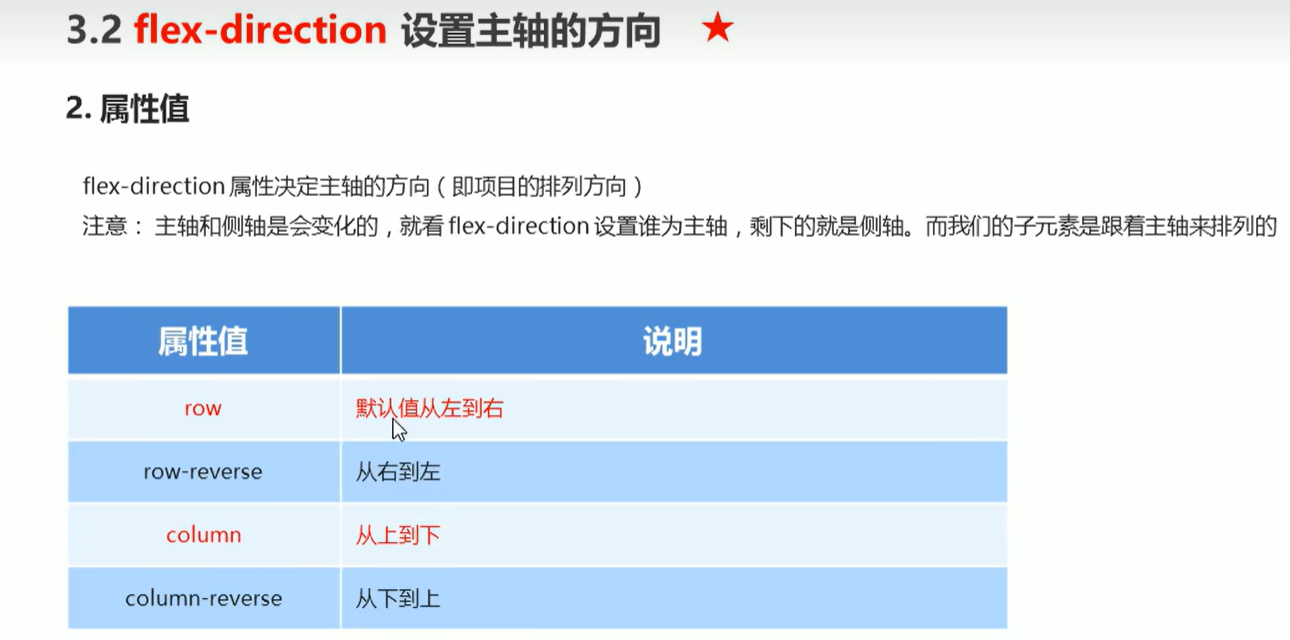 3.2 flex-direction 设置主轴的方向 ★
2. 属性值
flex-direction 属性决定主轴的方向（即项目的排列方向）
注意： 主轴和侧轴是会变化的，就看 flex-direction 设置谁为主轴，剩下的就是侧轴。而我们的子元素是跟着主轴来排列的
属性值 说明
row 默认值从左到右
row-reverse 从右到左
column 从上到下
column-reverse 从下到上